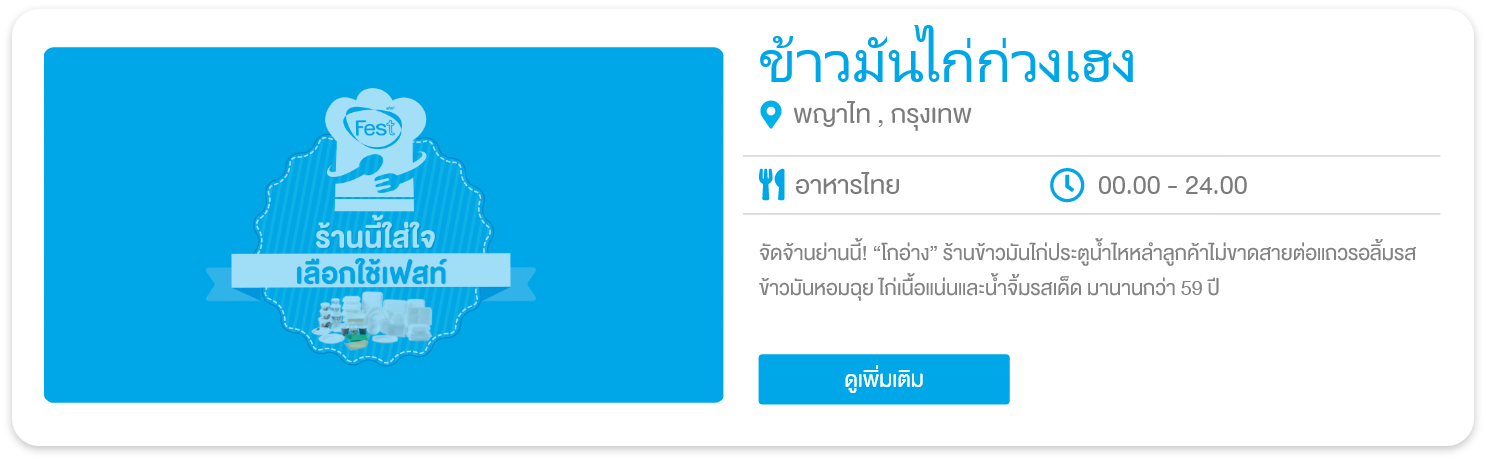 Fest
ร้านนี้ใส่ใจ
เลือกใช้เฟสท์
ข้าวมันไก่ก่วงเฮง
พญาไท , กรุงเทพ
อาหารไทย
00.00 - 24.00
จัดจ้านย่านนี้! “โกอ่าง” ร้านข้าวมันไก่ประตูน้ำไหหลำลูกค้าไม่ขาดสายต่อแถวรอลิ้มรส
ข้าวมันหอมฉุย ไก่เนื้อแน่นและน้ำจิ้มรสเด็ด มานานกว่า 59 ปี
ดูเพิ่มเติม